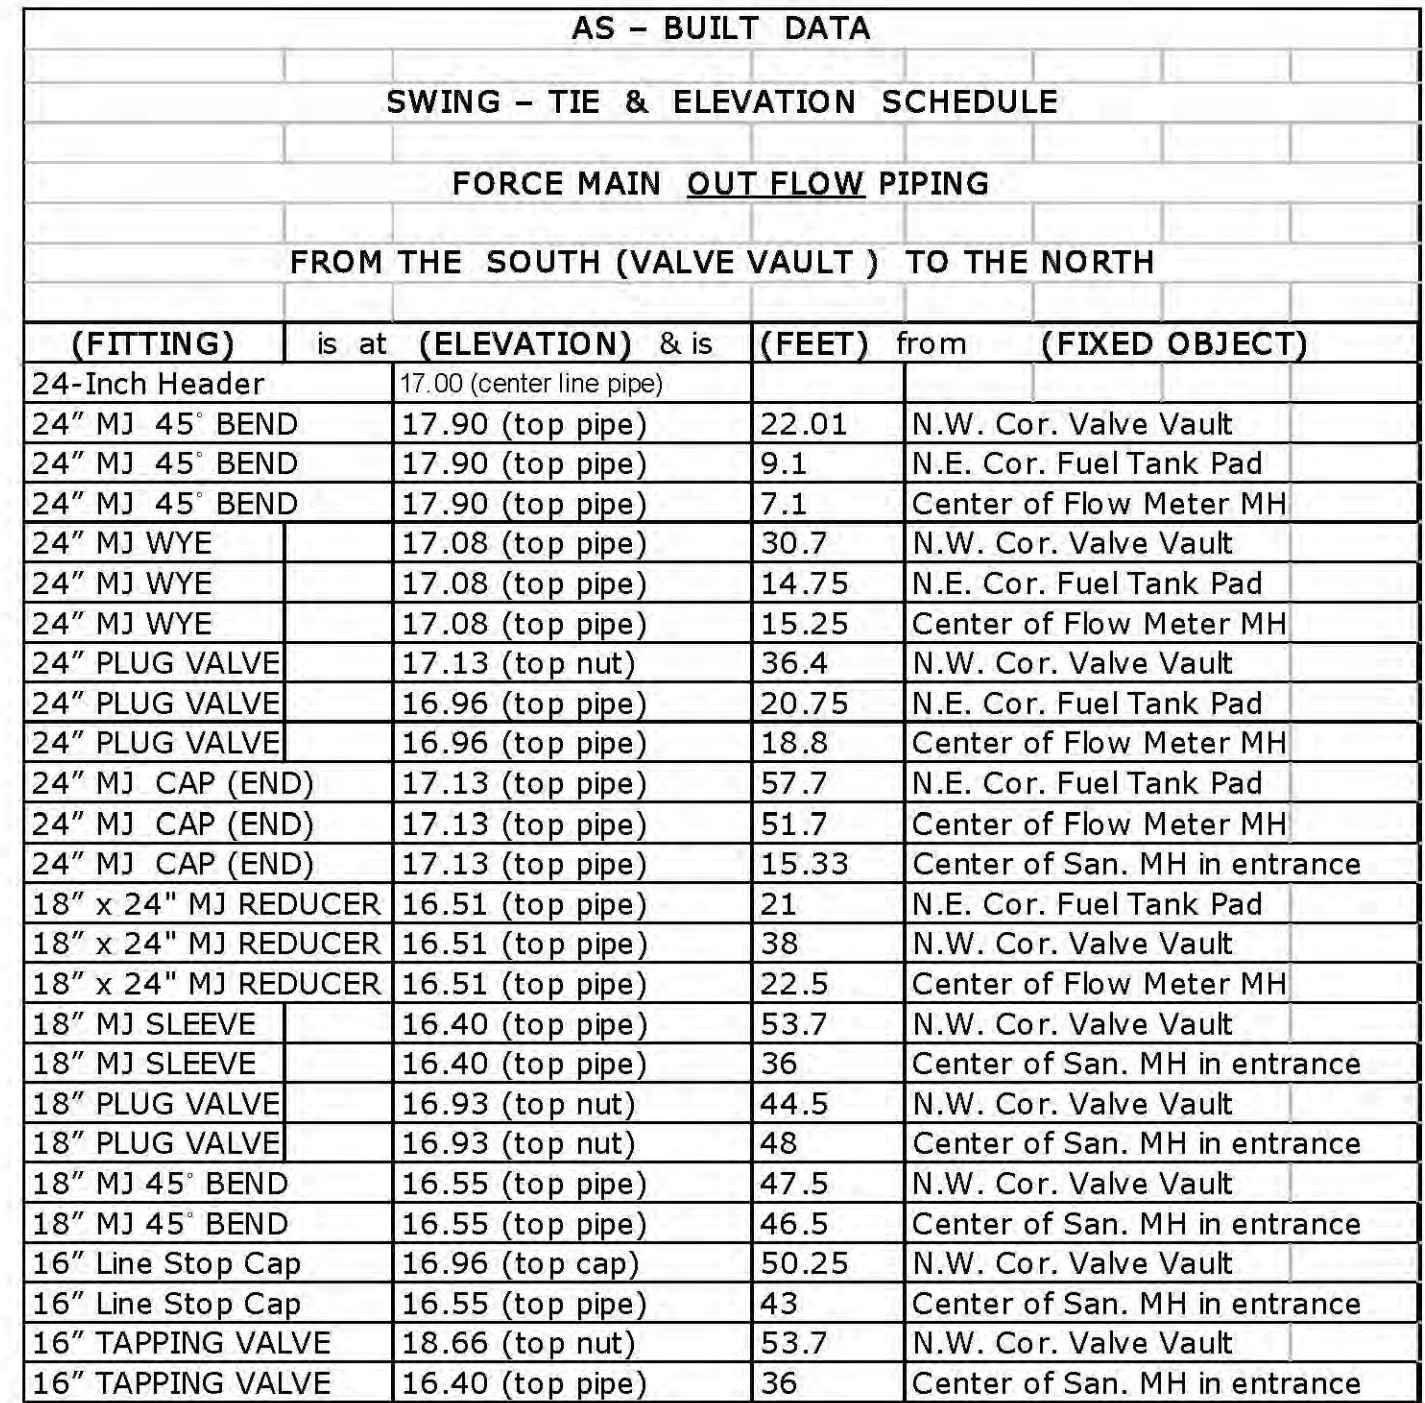 AS – BUILT DATA
SWING – TIE & ELEVATION SCHEDULE
FORCE MAIN OUT FLOW PIPING
FROM THE SOUTH (VALVE VAULT ) TO THE NORTH
(FITTING) is at (ELEVATION) & is (FEET) from (FIXED OBJECT)
24-Inch Header 17.00 (center line pipe)
24" MJ 45° BEND 17.90 (top pipe) 22.01 N.W. Cor. Valve Vault
24" MJ 45° BEND 17.90 (top pipe) 9.1 N.E. Cor. Fuel Tank Pad
24" MJ 45° BEND 17.90 (top pipe) 7.1 Center of Flow Meter MH
24" MJ WYE 17.08 (top pipe) 30.7 N.W. Cor. Valve Vault
24" MJ WYE 17.08 (top pipe) 14.75 N.E. Cor. Fuel Tank Pad
24" MJ WYE 17.08 (top pipe) 15.25 Center of Flow Meter MH
24" PLUG VALVE 17.13 (top nut) 36.4 N.W. Cor. Valve Vault
24" PLUG VALVE 16.96 (top pipe) 20.75 N.E. Cor. Fuel Tank Pad
24" PLUG VALVE 16.96 (top pipe) 18.8 Center of Flow Meter MH
24" MJ CAP (END) 17.13 (top pipe) 57.7 N.E. Cor. Fuel Tank Pad
24" MJ CAP (END) 17.13 (top pipe) 51.7 Center of Flow Meter MH
24" MJ CAP (END) 17.13 (top pipe) 15.33 Center of San. MH in entrance
18" x 24" MJ REDUCER 16.51 (top pipe) 21 N.E. Cor. Fuel Tank Pad
18" x 24" MJ REDUCER 16.51 (top pipe) 38 N.W. Cor. Valve Vault
18" x 24" MJ REDUCER 16.51 (top pipe) 22.5 Center of Flow Meter MH
18" MJ SLEEVE 16.40 (top pipe) 53.7 N.W. Cor. Valve Vault
18" MJ SLEEVE 16.40 (top pipe) 36 Center of San. MH in entrance
18" PLUG VALVE 16.93 (top nut) 44.5 N.W. Cor. Valve Vault
18" PLUG VALVE 16.93 (top nut) 48 Center of San. MH in entrance
18" MJ 45° BEND 16.55 (top pipe) 47.5 N.W. Cor. Valve Vault
18" MJ 45° BEND 16.55 (top pipe) 46.5 Center of San. MH in entrance
16" Line Stop Cap 16.96 (top cap) 50.25 N.W. Cor. Valve Vault
16" Line Stop Cap 16.55 (top pipe) 43 Center of San. MH in entrance
16" TAPPING VALVE 18.66 (top nut) 53.7 N.W. Cor. Valve Vault
16" TAPPING VALVE 16.40 (top pipe) 36 Center of San. MH in entrance